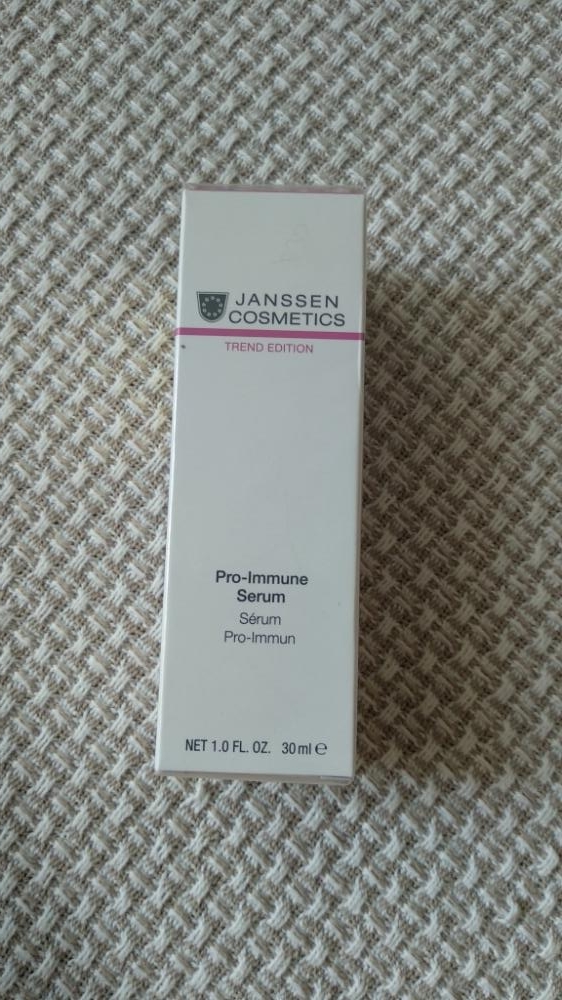 JANSSEN
COSMETICS
TREND EDITION
Pro-Immune
Serum
Sérum
Pro-Immun
NET 1.0 FL. OZ. 30 ml ℮